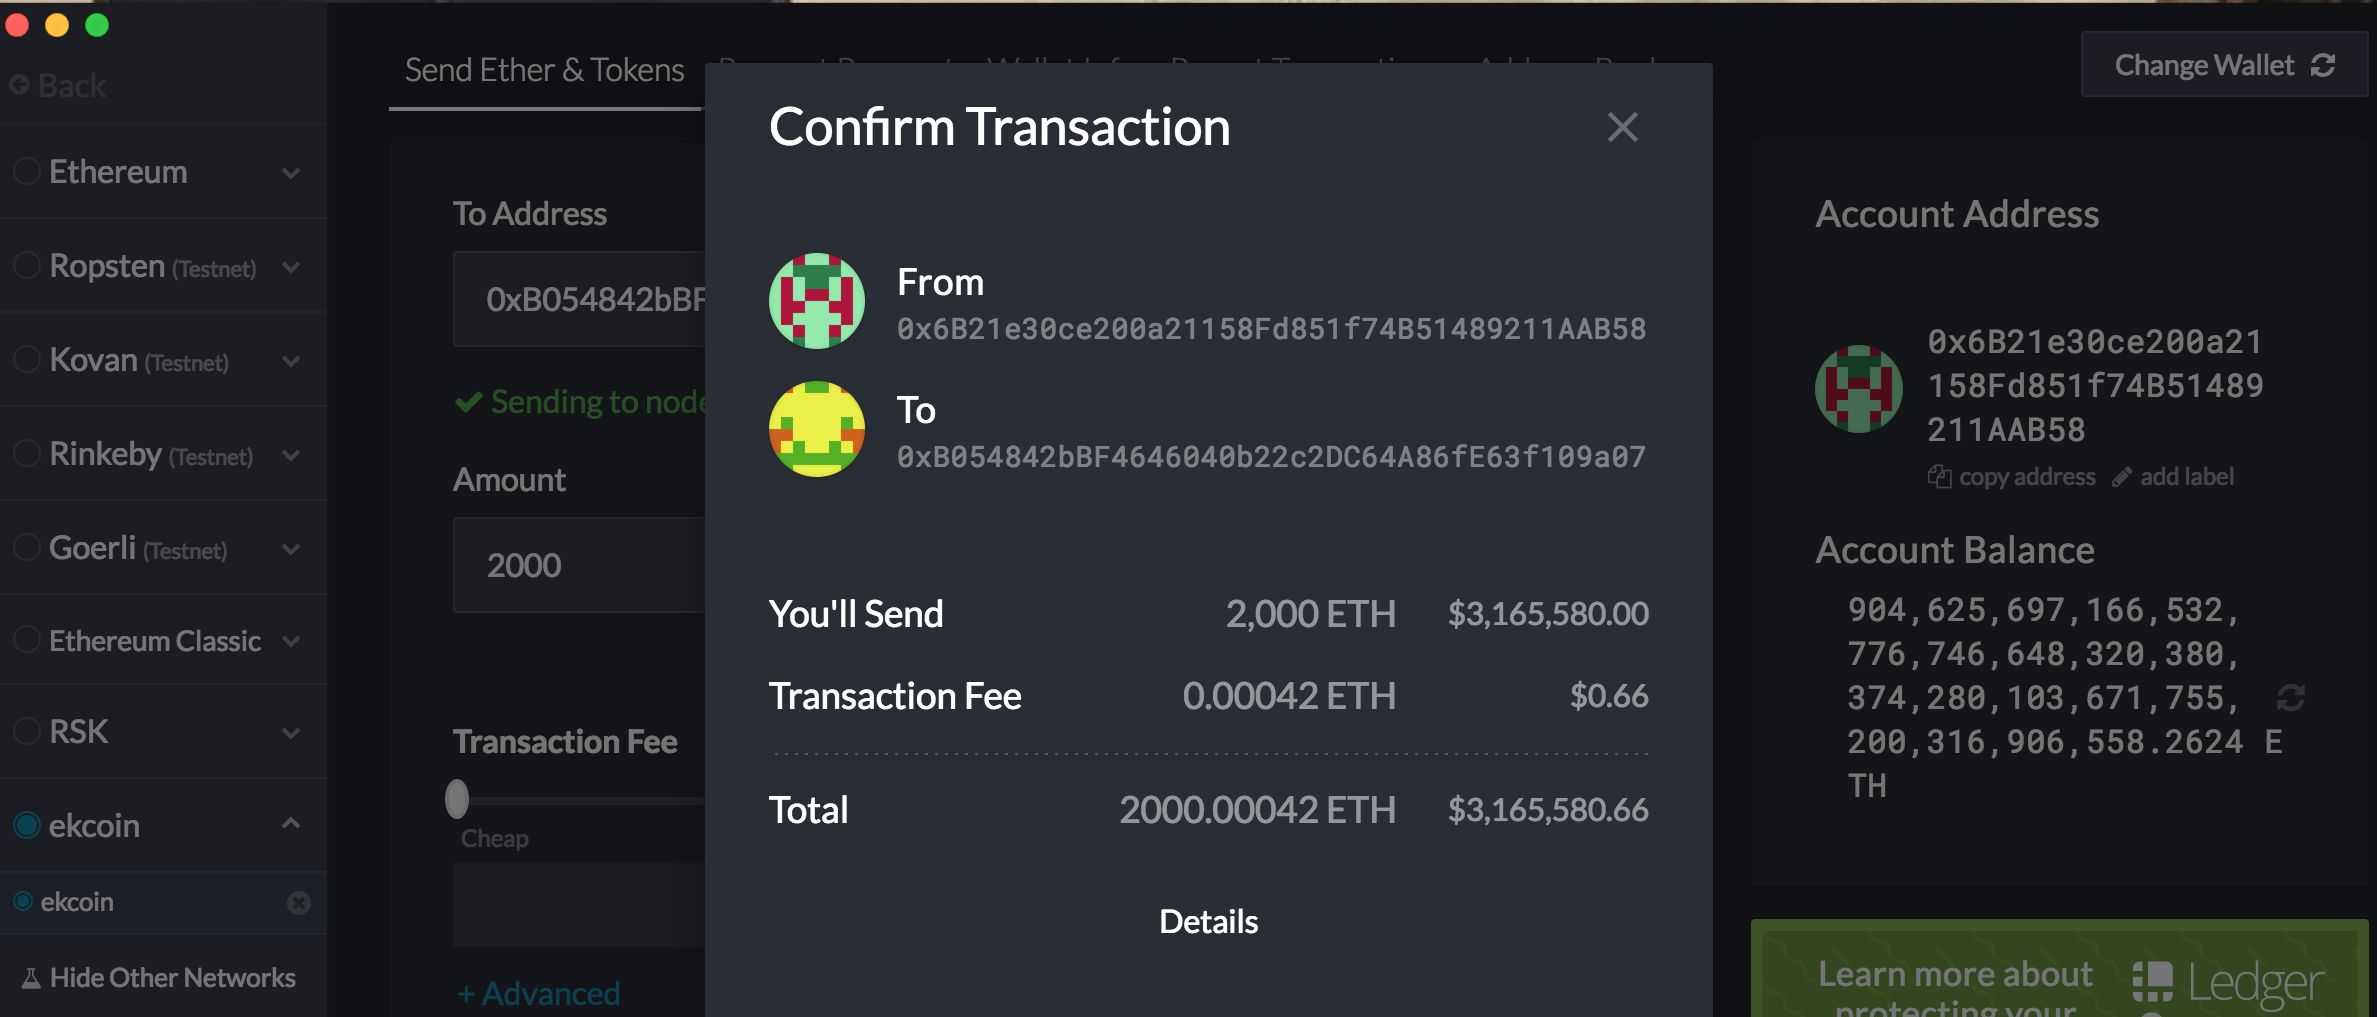 Back
Ethereum
Ropsten (Testnet)
Kovan (Testnet)
Rinkeby (Testnet)
Goerli (Testnet)
Ethereum Classic
RSK
ekcoin
ekcoin
Hide Other Networks
Send Ether & Tokens
Change Wallet
To Address
0xB054842bBF
Sending to node
Amount
2000
Transaction Fee
Cheap
+ Advanced
Confirm Transaction
From
0x6B21e30ce200a21158Fd851f74B51489211AAB58
To
0xB054842bBF4646040b22c2DC64A86fE63f109a07
You'll Send 2,000 ETH $3,165,580.00
Transaction Fee 0.00042 ETH $0.66
Total 2000.00042 ETH $3,165,580.66
Details
Account Address
0x6B21e30ce200a21
158Fd851f74B51489
211AAB58
copy address add label
Account Balance
904,625,697,166,532,
776,746,648,320,380,
374,280,103,671,755,
200,316,906,558.2624 E
TH
Learn more about
protecting your
Ledger